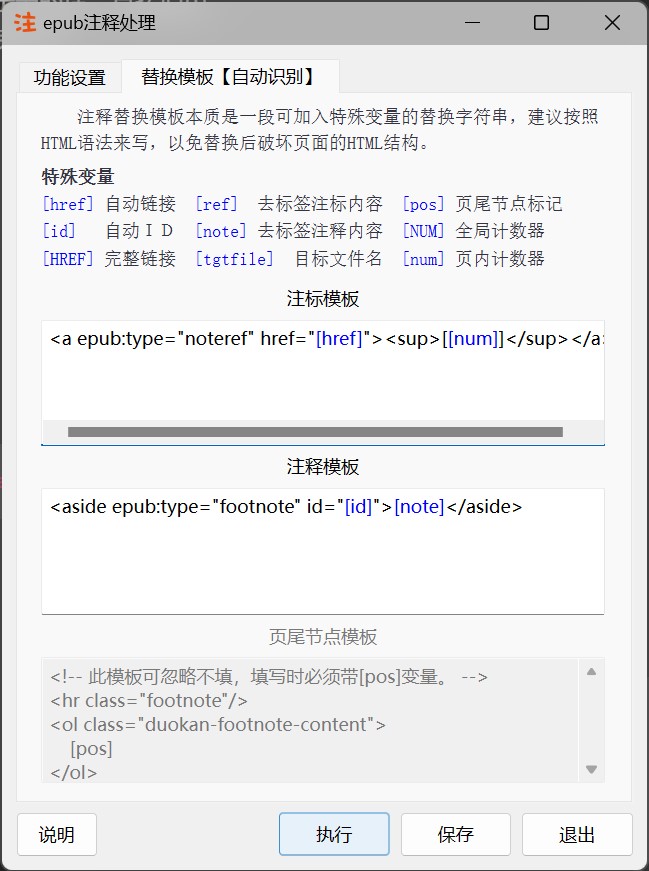 注 epub注释处理
功能设置 替换模板【自动识别】
注释替换模板本质是一段可加入特殊变量的替换字符串，建议按照
HTML语法来写，以免替换后破坏页面的HTML结构。
特殊变量
[href] 自动链接 [ref] 去标签注标内容 [pos] 页尾节点标记
[id] 自动ＩＤ [note] 去标签注释内容 [NUM] 全局计数器
[HREF] 完整链接 [tgtfile] 目标文件名 [num] 页内计数器
注标模板
<a epub:type="noteref" href="[href]"><sup>[[num]]</sup></a>
注释模板
<aside epub:type="footnote" id="[id]">[note]</aside>
页尾节点模板
<!-- 此模板可忽略不填，填写时必须带[pos]变量。 -->
<hr class="footnote"/>
<ol class="duokan-footnote-content">
[pos]
</ol>
说明 执行 保存 退出